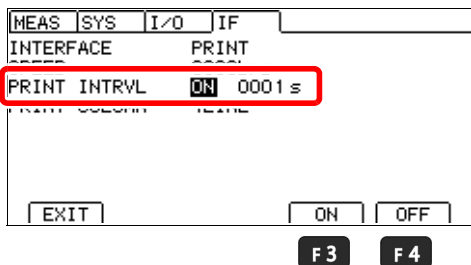 MEAS SYS I/O IF
INTERFACE PRINT
PRINT INTRVL ON 0001s
EXIT ON OFF
F3 F4